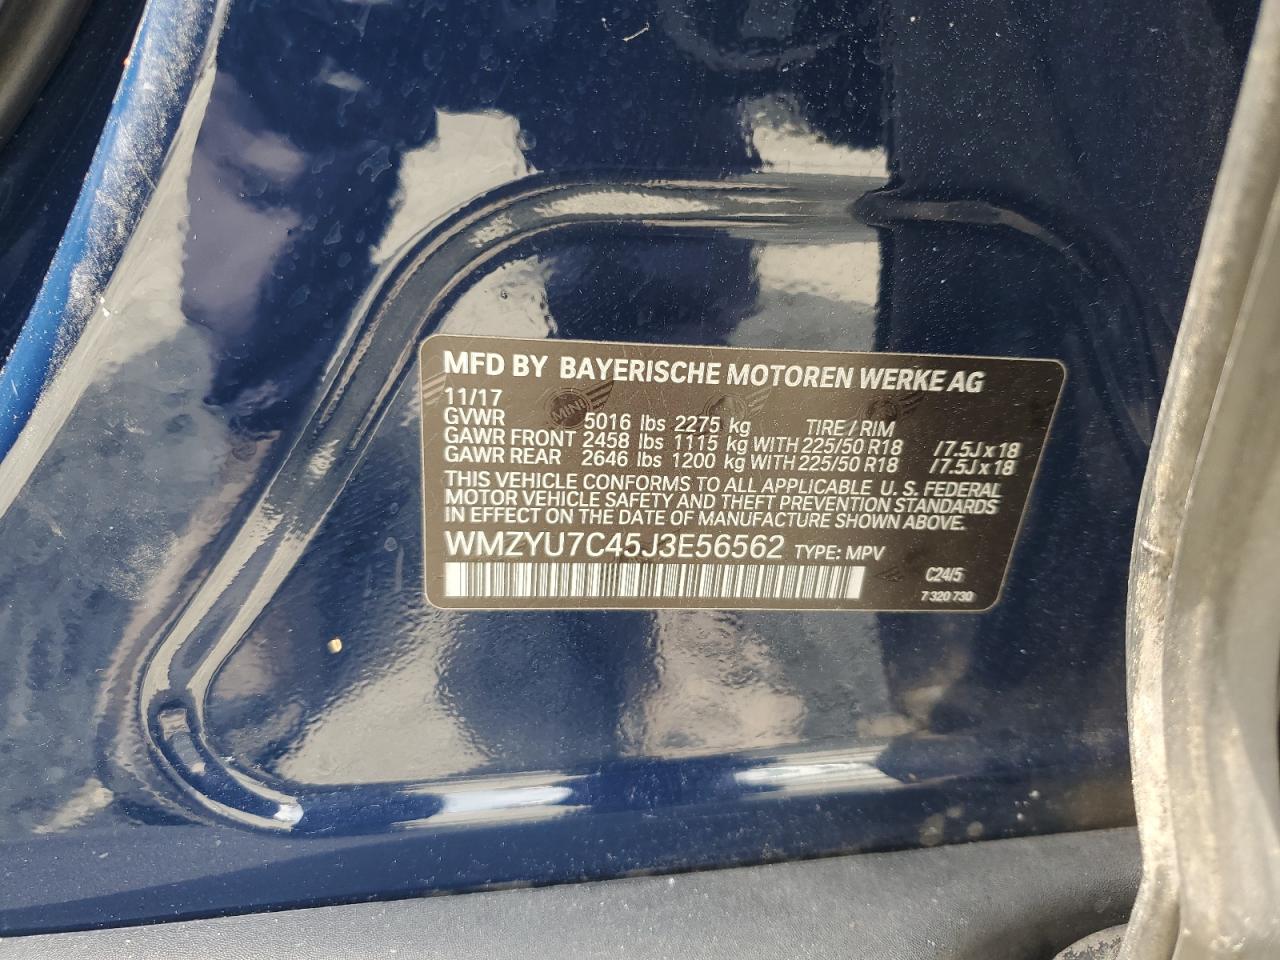 MFD BY BAYERISCHE MOTOREN WERKE AG
11/17
MINI
GVWR 5016 lbs 2275 kg TIRE / RIM
GAWR FRONT 2458 lbs 1115 kg WITH 225/50 R18 /7.5J x 18
GAWR REAR 2646 lbs 1200 kg WITH 225/50 R18 /7.5J x 18
THIS VEHICLE CONFORMS TO ALL APPLICABLE U. S. FEDERAL
MOTOR VEHICLE SAFETY AND THEFT PREVENTION STANDARDS
IN EFFECT ON THE DATE OF MANUFACTURE SHOWN ABOVE.
WMZYU7C45J3E56562 TYPE: MPV
C24/5
7 320 730